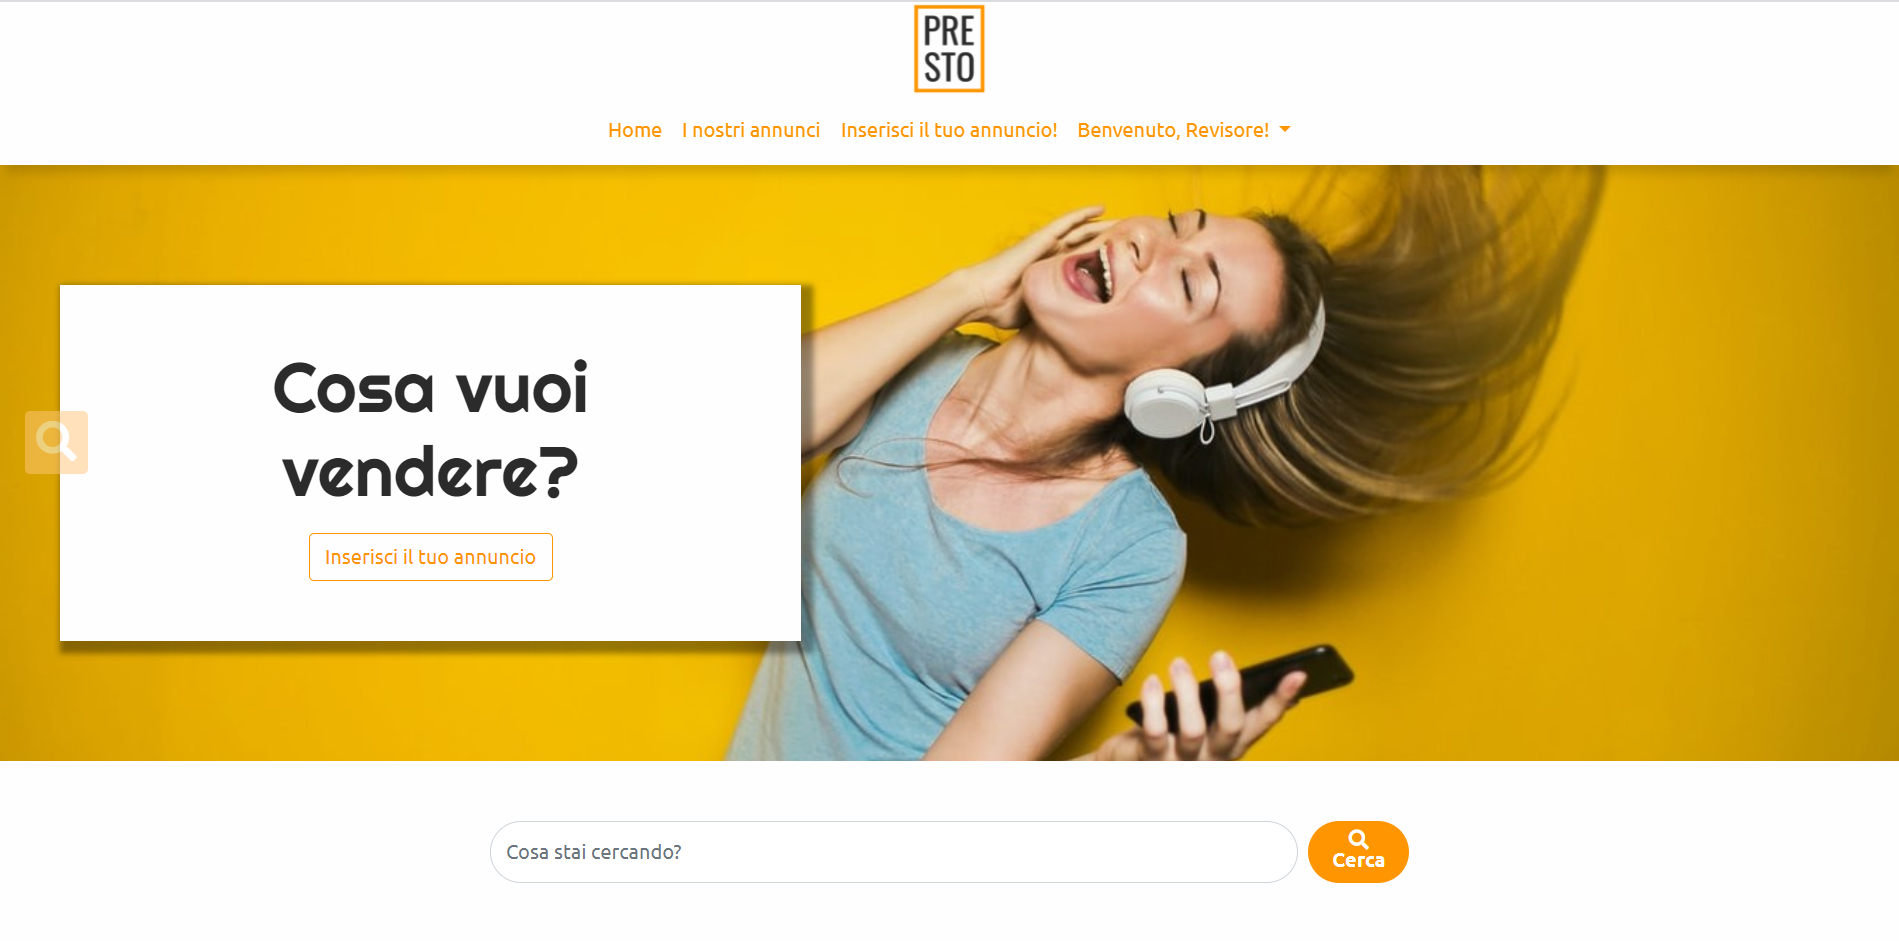 PRE
STO
Home I nostri annunci Inserisci il tuo annuncio! Benvenuto, Revisore!
Cosa vuoi
vendere?
Inserisci il tuo annuncio
Cosa stai cercando?
Cerca